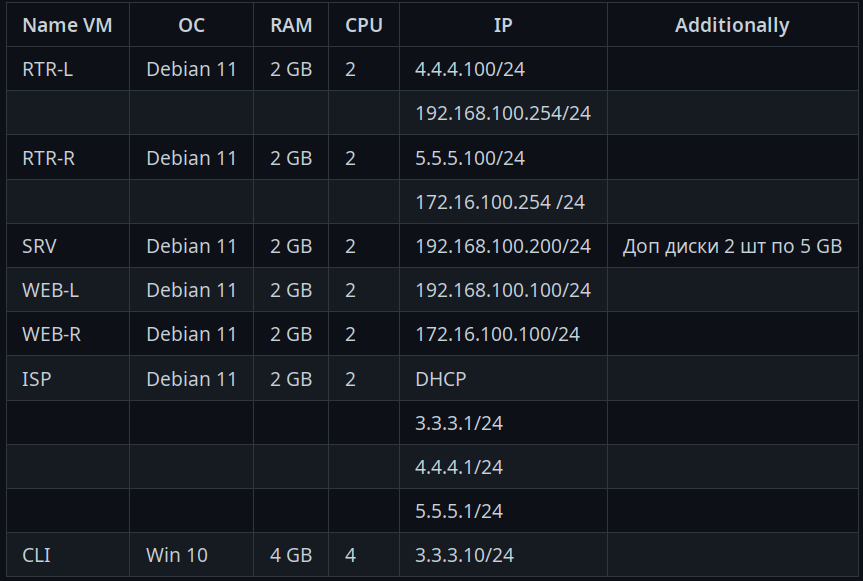 Name VM OC RAM CPU IP Additionally
RTR-L Debian 11 2 GB 2 4.4.4.100/24
192.168.100.254/24
RTR-R Debian 11 2 GB 2 5.5.5.100/24
172.16.100.254 /24
SRV Debian 11 2 GB 2 192.168.100.200/24 Доп диски 2 шт по 5 GB
WEB-L Debian 11 2 GB 2 192.168.100.100/24
WEB-R Debian 11 2 GB 2 172.16.100.100/24
ISP Debian 11 2 GB 2 DHCP
3.3.3.1/24
4.4.4.1/24
5.5.5.1/24
CLI Win 10 4 GB 4 3.3.3.10/24